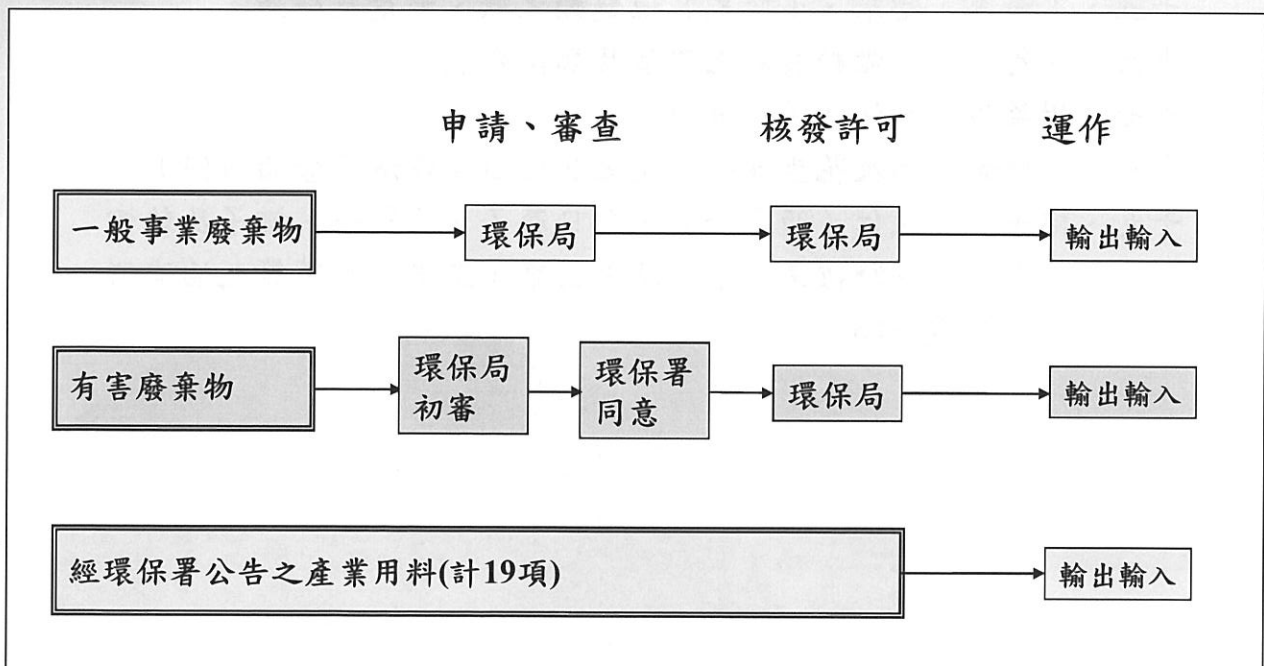 申請、審查 核發許可 運作
一般事業廢棄物 環保局 環保局 輸出輸入
有害廢棄物 環保局 環保署 環保局 輸出輸入
初審 同意
經環保署公告之產業用料(計19項) 輸出輸入